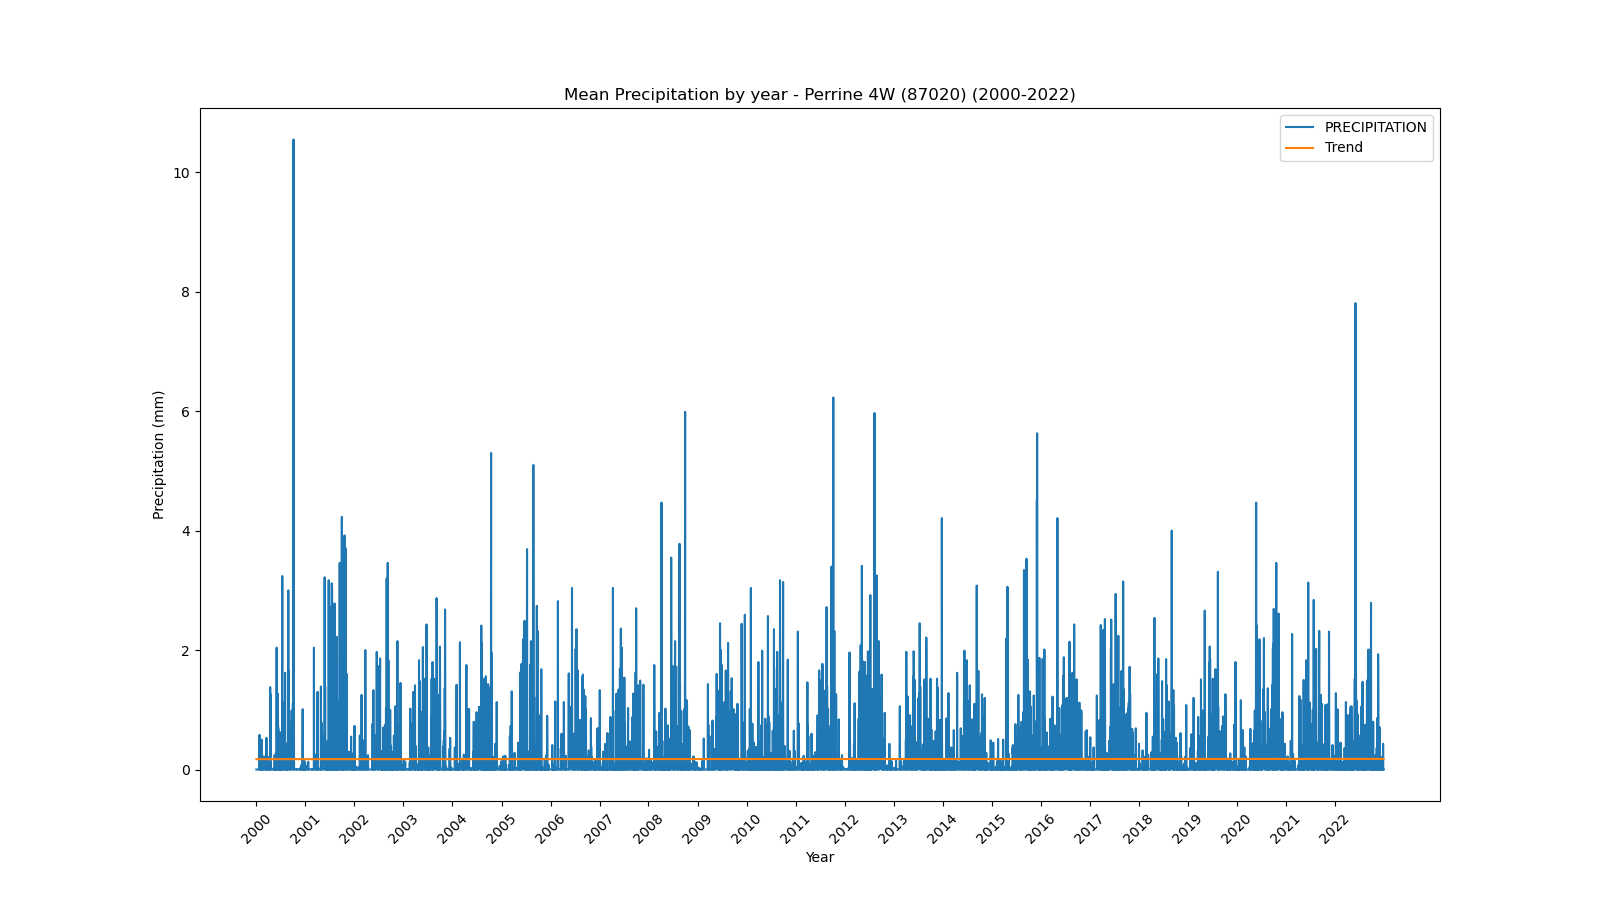 Mean Precipitation by year - Perrine 4W (87020) (2000-2022)
PRECIPITATION
Trend
10
8
6
4
2
0
Precipitation (mm)
2000 2001 2002 2003 2004 2005 2006 2007 2008 2009 2010 2011 2012 2013 2014 2015 2016 2017 2018 2019 2020 2021 2022
Year